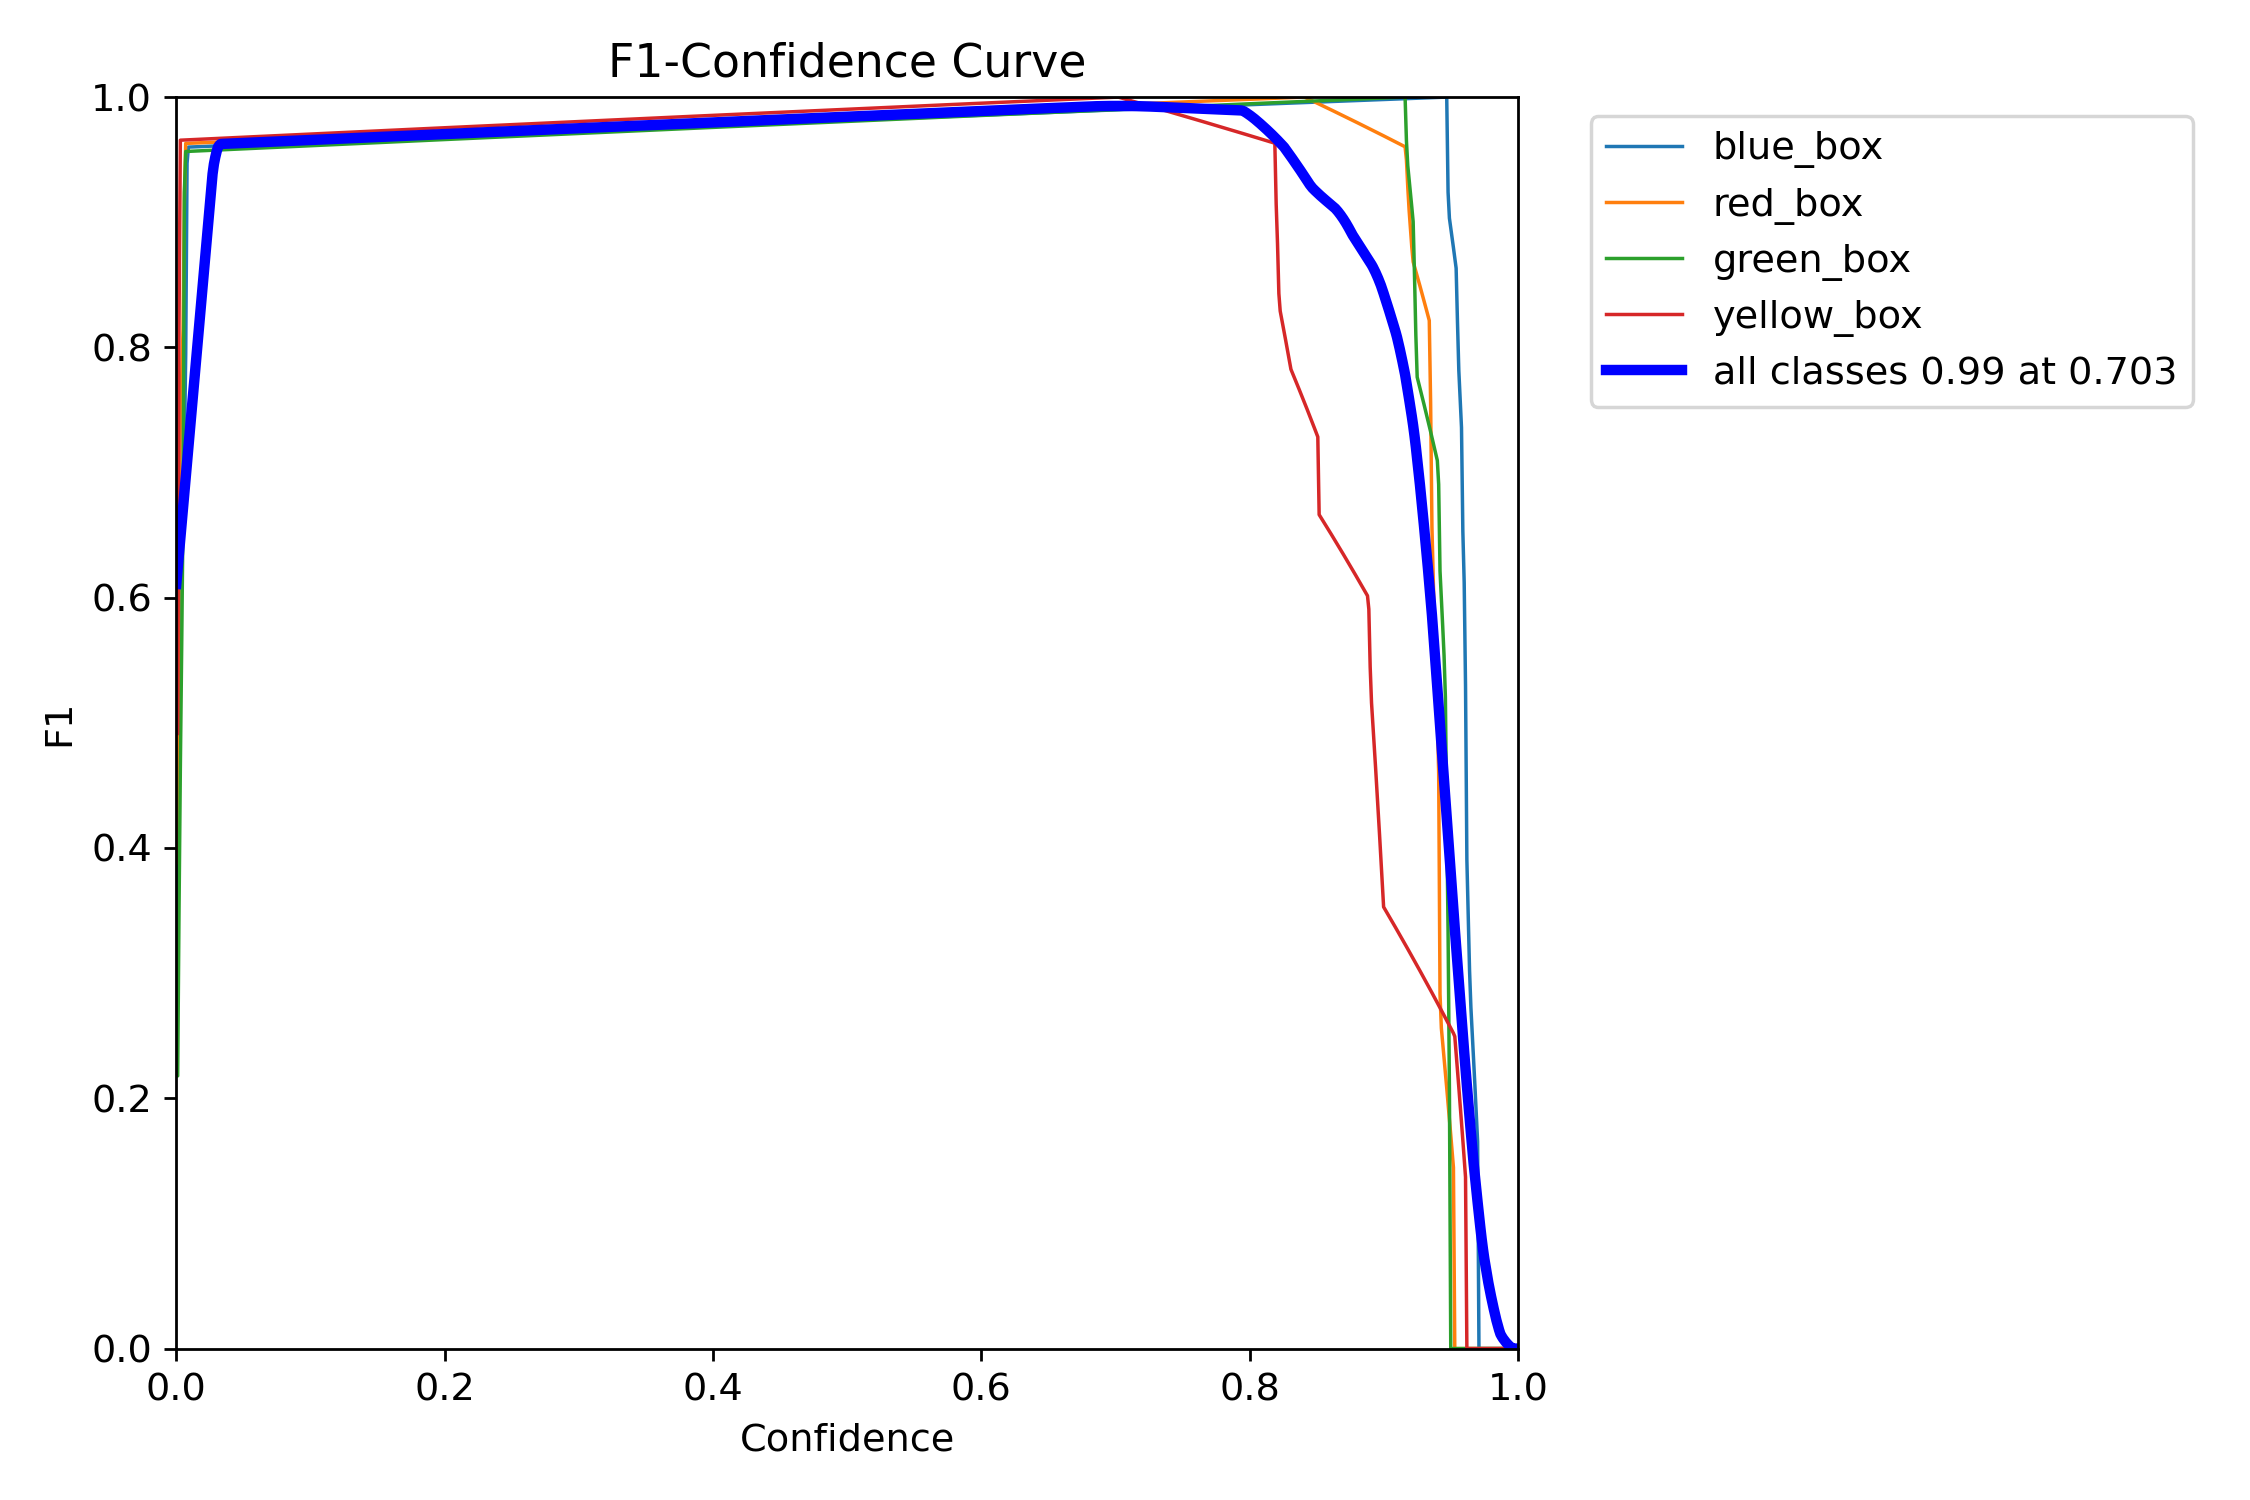 F1-Confidence Curve
1.0
0.8
0.6
0.4
0.2
0.0
F1
0.0 0.2 0.4 0.6 0.8 1.0
Confidence
blue_box
red_box
green_box
yellow_box
all classes 0.99 at 0.703